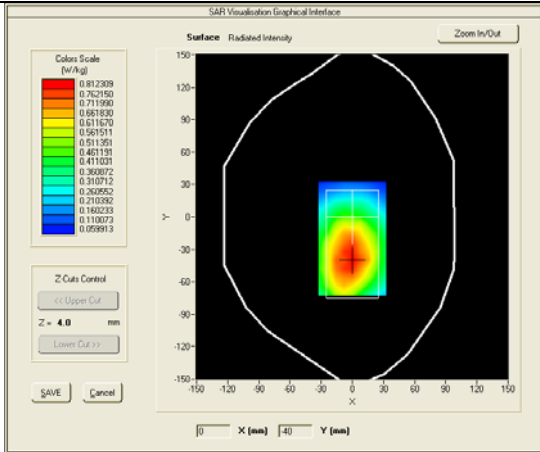 SAR Visualisation Graphical Interface
Surface Radiated Intensity
Zoom In/Out
Colors Scale
(W/kg)
0.812309
0.762150
0.711990
0.661830
0.611670
0.561511
0.511351
0.461191
0.411031
0.360872
0.310712
0.260552
0.210392
0.160233
0.110073
0.059913
150-
120-
90-
60-
30-
0-
-30-
-60-
-90-
-120-
-150-
Y
-150 -120 -90 -60 -30 0 30 60 90 120 150
X
Z Cuts Control
<< Upper Cut
Z = 4.0 mm
Lower Cut >>
SAVE Cancel
0 X (mm) -40 Y (mm)